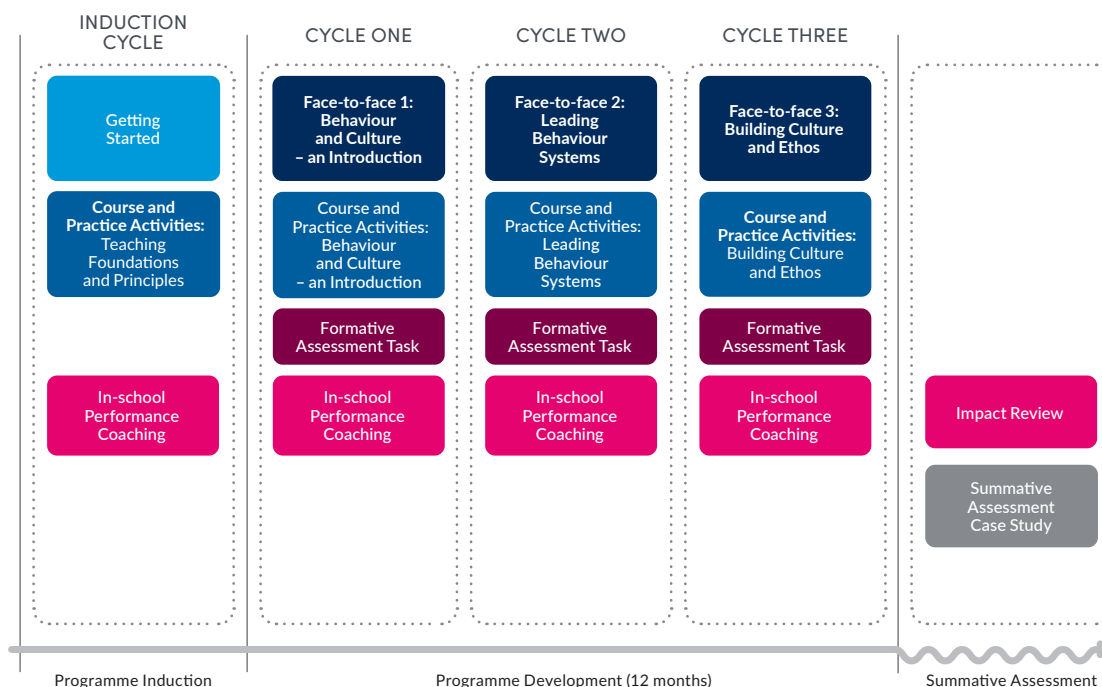 INDUCTION
CYCLE
Getting
Started
Course and
Practice Activities:
Teaching
Foundations
and Principles
In-school
Performance
Coaching
CYCLE ONE
Face-to-face 1:
Behaviour
and Culture
– an Introduction
Course and
Practice Activities:
Behaviour
and Culture
– an Introduction
Formative
Assessment Task
In-school
Performance
Coaching
CYCLE TWO
Face-to-face 2:
Leading
Behaviour
Systems
Course and
Practice Activities:
Leading
Behaviour
Systems
Formative
Assessment Task
In-school
Performance
Coaching
CYCLE THREE
Face-to-face 3:
Building Culture
and Ethos
Course and
Practice Activities:
Building Culture
and Ethos
Formative
Assessment Task
In-school
Performance
Coaching
Impact Review
Summative
Assessment
Case Study
Programme Induction
Programme Development (12 months)
Summative Assessment